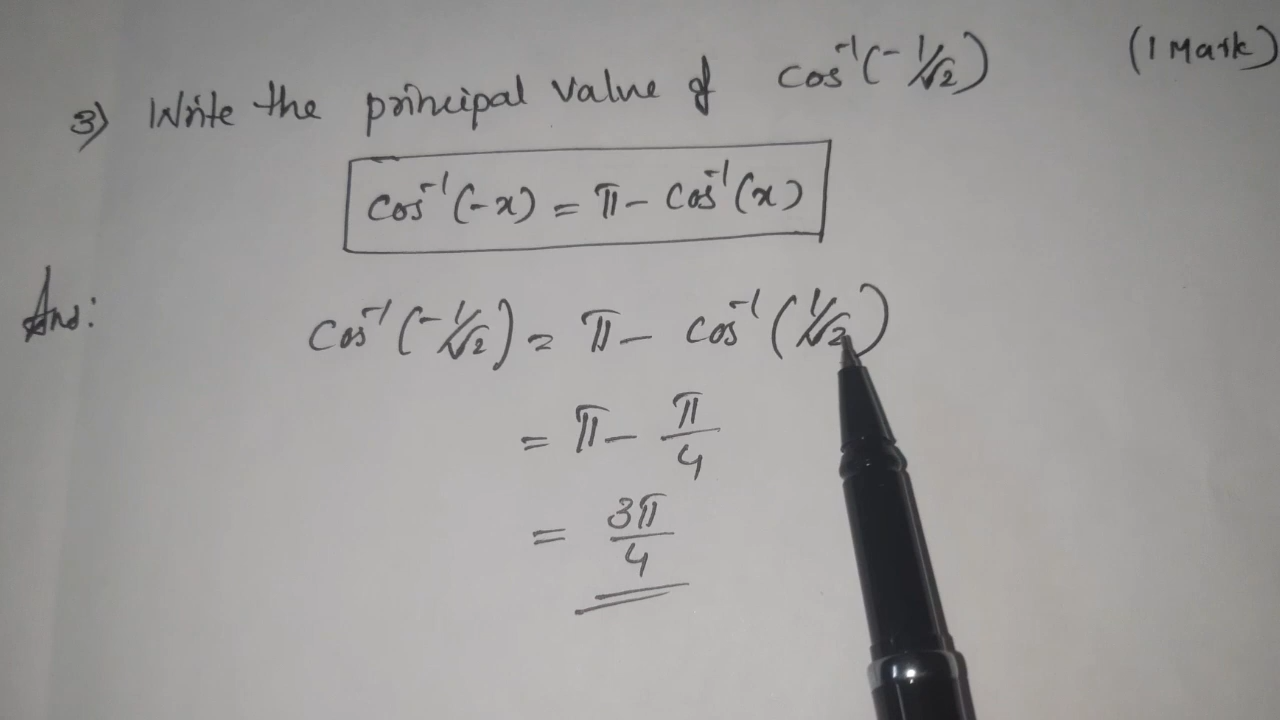 3) Write the principal value of cos⁻¹(-1/√2) (1 Mark)
cos⁻¹(-x) = π - cos⁻¹(x)
Ans:
cos⁻¹(-1/√2) = π - cos⁻¹(1/√2)
= π - π/4
= 3π/4